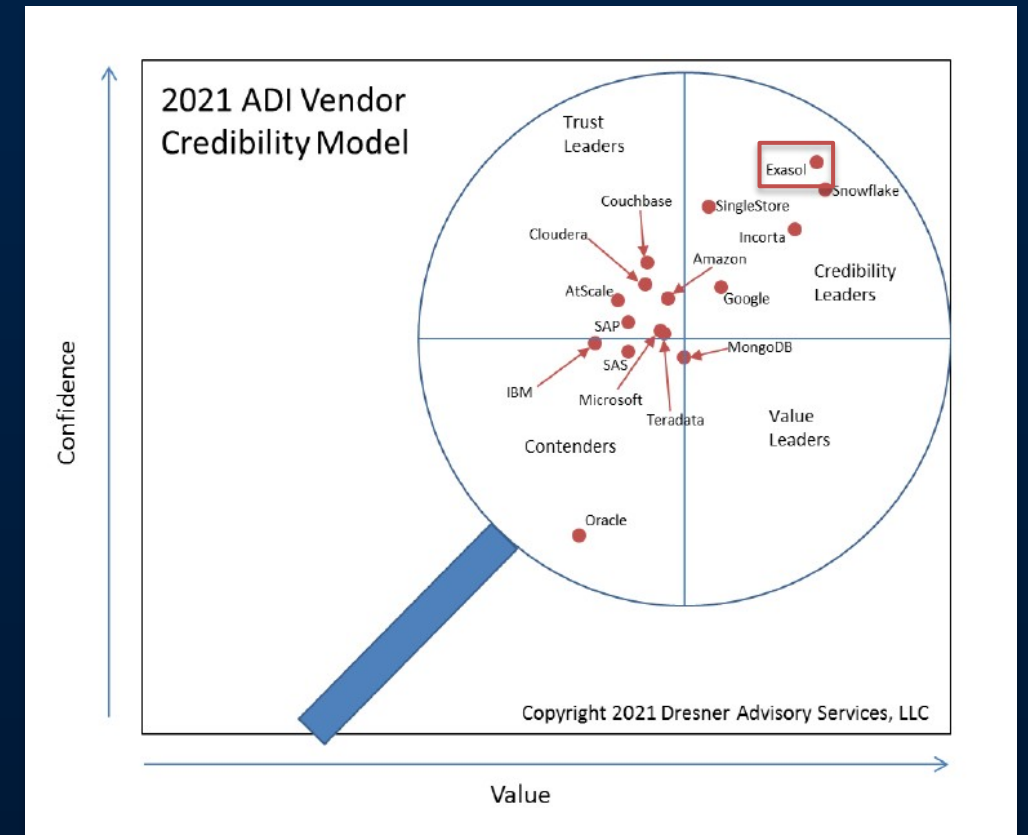 2021 ADI Vendor
Credibility Model
Trust
Leaders
Exasol
Snowflake
Couchbase
SingleStore
Cloudera
Incorta
Amazon
Credibility
Leaders
AtScale
Google
SAP
MongoDB
SAS
IBM
Microsoft
Teradata
Value
Leaders
Contenders
Oracle
Confidence
Copyright 2021 Dresner Advisory Services, LLC
Value